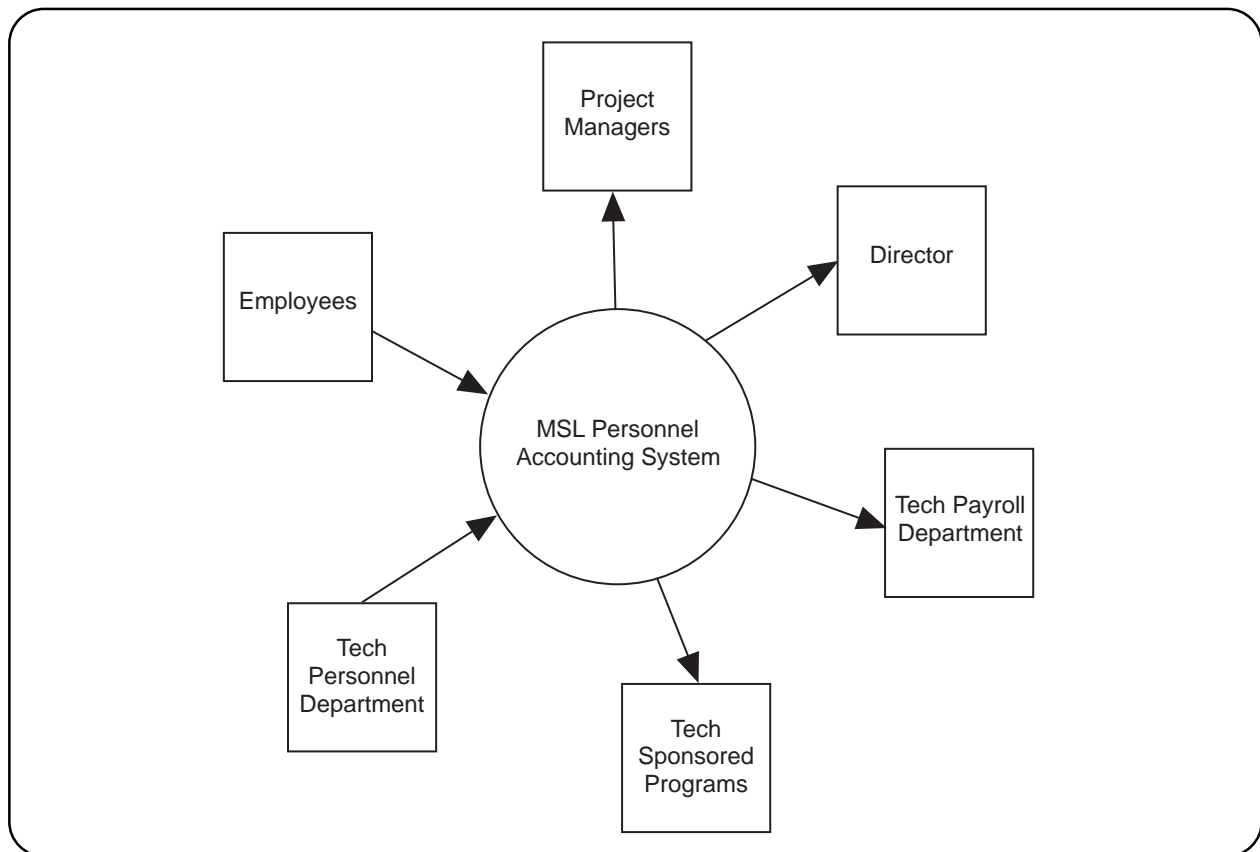 Project
Managers
Director
Employees
MSL Personnel
Accounting System
Tech Payroll
Department
Tech
Personnel
Department
Tech
Sponsored
Programs